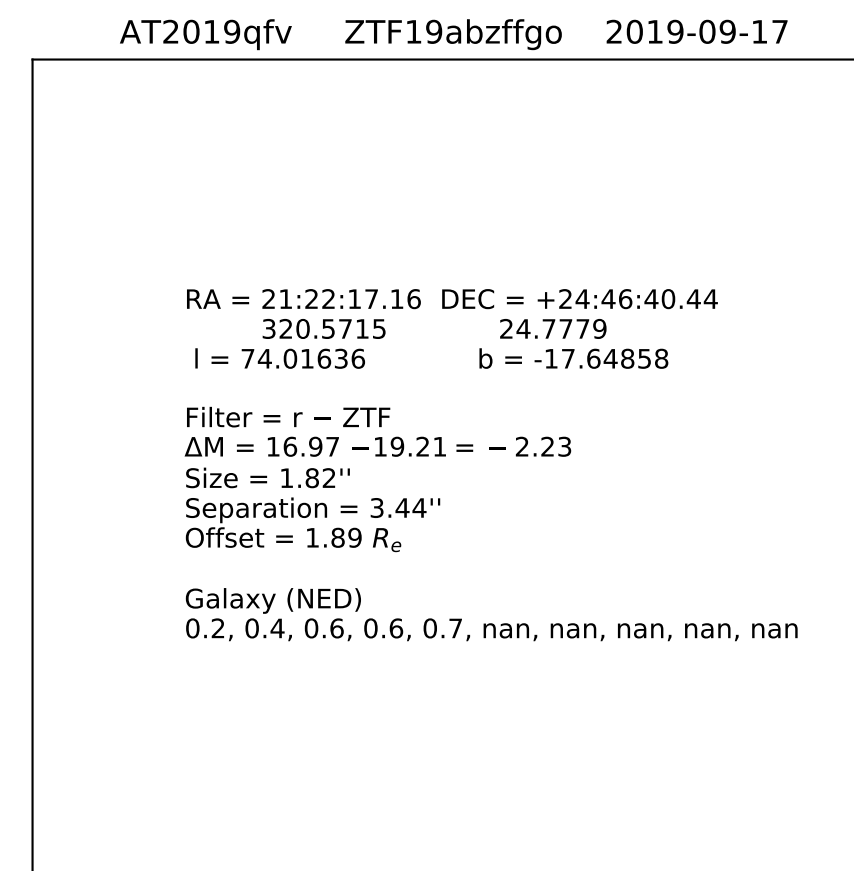 AT2019qfv ZTF19abzffgo 2019-09-17
RA = 21:22:17.16 DEC = +24:46:40.44
320.5715 24.7779
l = 74.01636 b = -17.64858
Filter = r − ZTF
ΔM = 16.97 −19.21 = − 2.23
Size = 1.82''
Separation = 3.44''
Offset = 1.89 Re
Galaxy (NED)
0.2, 0.4, 0.6, 0.6, 0.7, nan, nan, nan, nan, nan